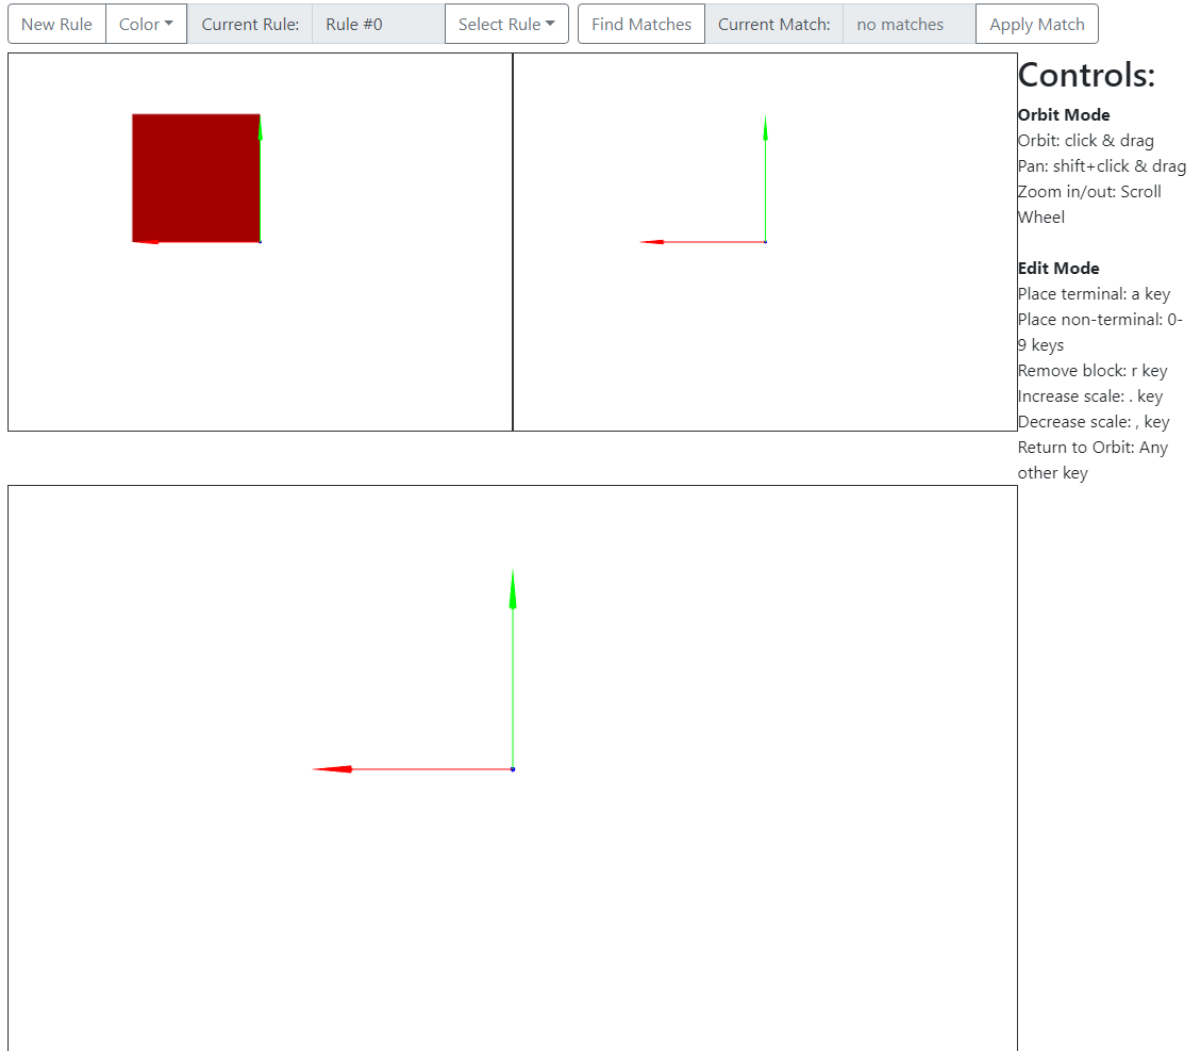 New Rule Color Current Rule: Rule #0 Select Rule Find Matches Current Match: no matches Apply Match
Controls:
Orbit Mode
Orbit: click & drag
Pan: shift+click & drag
Zoom in/out: Scroll
Wheel
Edit Mode
Place terminal: a key
Place non-terminal: 0-
9 keys
Remove block: r key
Increase scale: . key
Decrease scale: , key
Return to Orbit: Any
other key